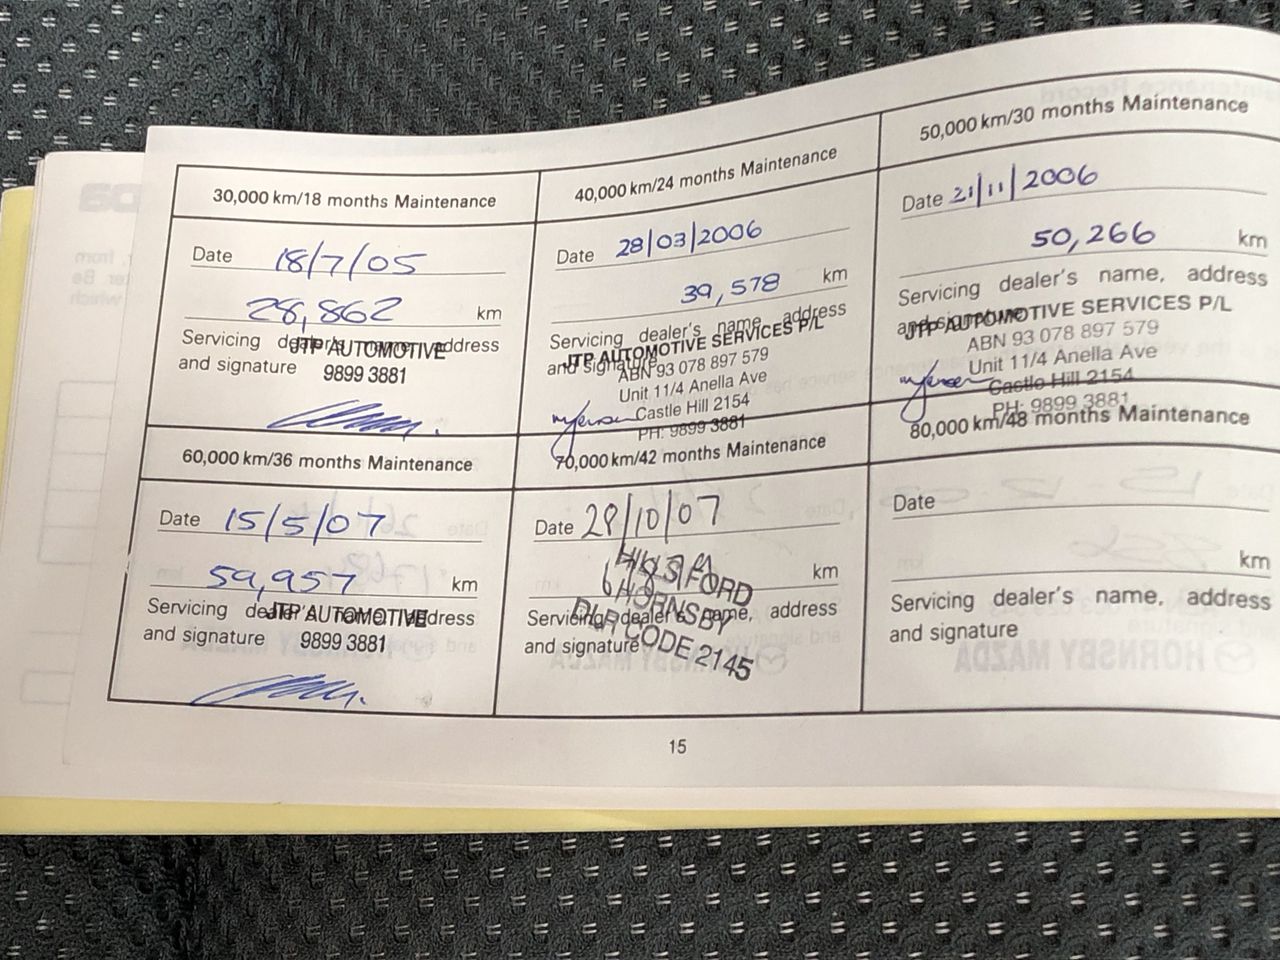 30,000 km/18 months Maintenance
Date 18/7/05
28,862 km
Servicing dealer's name, address
and signature
JTP AUTOMOTIVE
9899 3881
40,000 km/24 months Maintenance
Date 28/03/2006
39,578 km
Servicing dealer's name, address
and signature
JTP AUTOMOTIVE SERVICES P/L
ABN 93 078 897 579
Unit 11/4 Anella Ave
Castle Hill 2154
PH: 9899 3881
50,000 km/30 months Maintenance
Date 21/11/2006
50,266 km
Servicing dealer's name, address
and signature
JTP AUTOMOTIVE SERVICES P/L
ABN 93 078 897 579
Unit 11/4 Anella Ave
Castle Hill 2154
PH: 9899 3881
60,000 km/36 months Maintenance
Date 15/5/07
59,957 km
Servicing dealer's name, address
and signature
JTP AUTOMOTIVE
9899 3881
70,000 km/42 months Maintenance
Date 29/10/07
km
Servicing dealer's name, address
and signature
FORD
HORNSBY
DLR CODE 2145
80,000 km/48 months Maintenance
Date
km
Servicing dealer's name, address
and signature
HORNSBY MAZDA
15